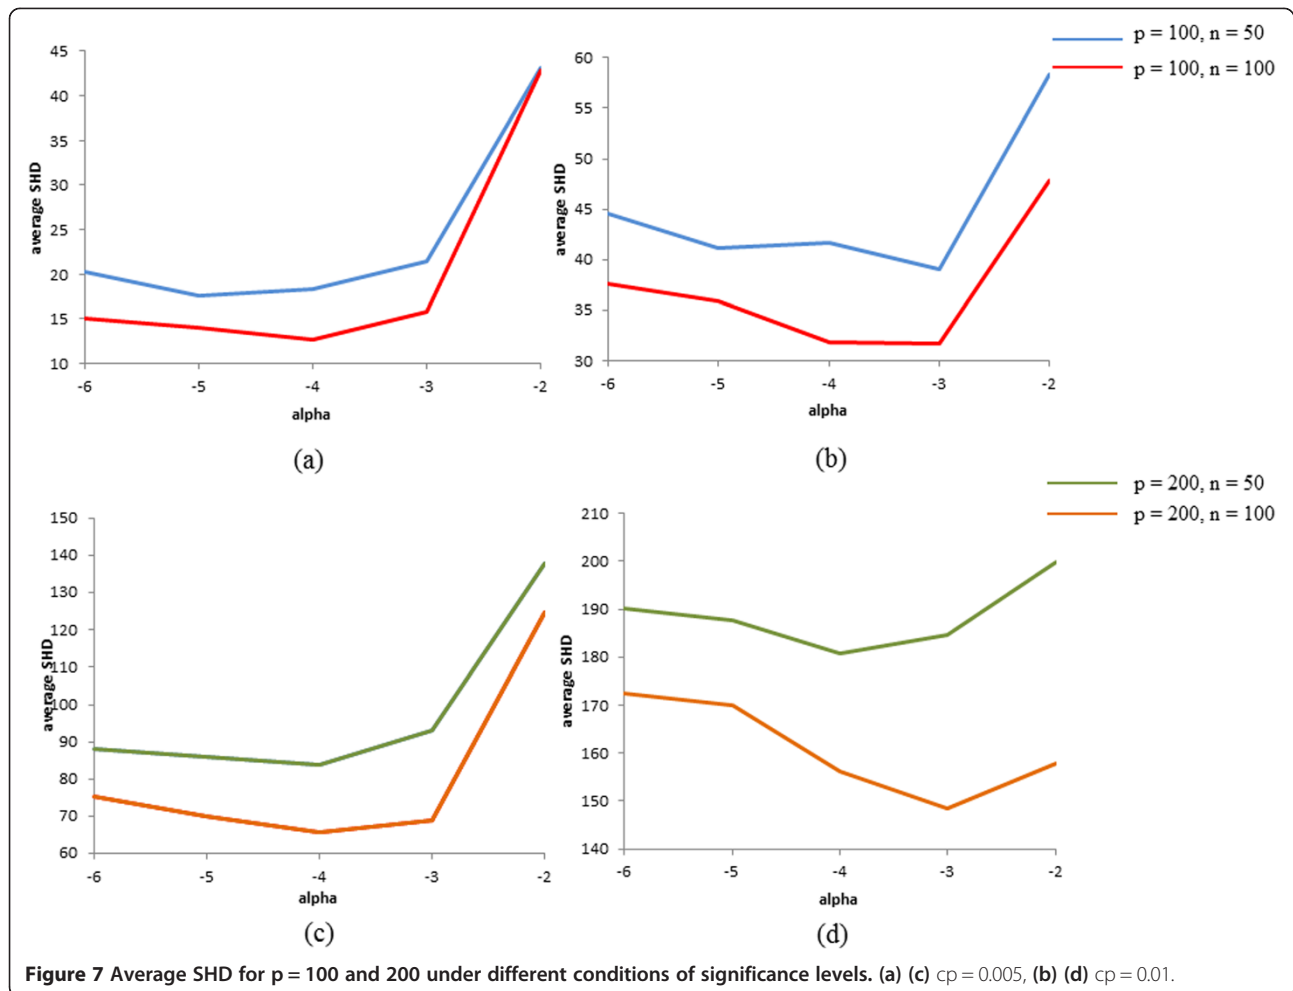 p = 100, n = 50
p = 100, n = 100
45
40
35
30
25
20
15
10
average SHD
-6 -5 -4 -3 -2
alpha
(a)
60
55
50
45
40
35
30
average SHD
-6 -5 -4 -3 -2
alpha
(b)
p = 200, n = 50
p = 200, n = 100
150
140
130
120
110
100
90
80
70
60
average SHD
-6 -5 -4 -3 -2
alpha
(c)
210
200
190
180
170
160
150
140
average SHD
-6 -5 -4 -3 -2
alpha
(d)
Figure 7 Average SHD for p = 100 and 200 under different conditions of significance levels. (a) (c) cp = 0.005, (b) (d) cp = 0.01.